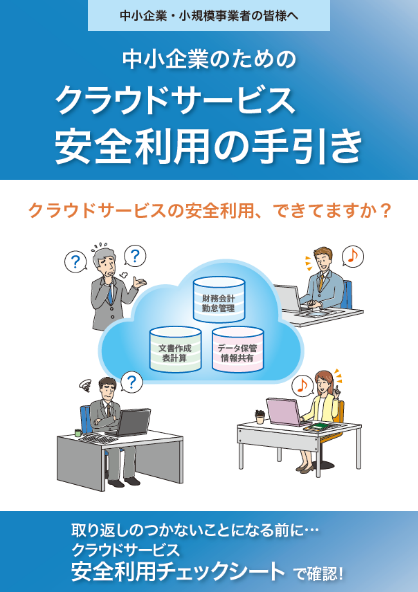 中小企業・小規模事業者の皆様へ
中小企業のための
クラウドサービス
安全利用の手引き
クラウドサービスの安全利用、できてますか？
?
?
♪
財務会計
勤怠管理
文書作成
表計算
データ保管
情報共有
?
♪
取り返しのつかないことになる前に…
クラウドサービス
安全利用チェックシート で確認！